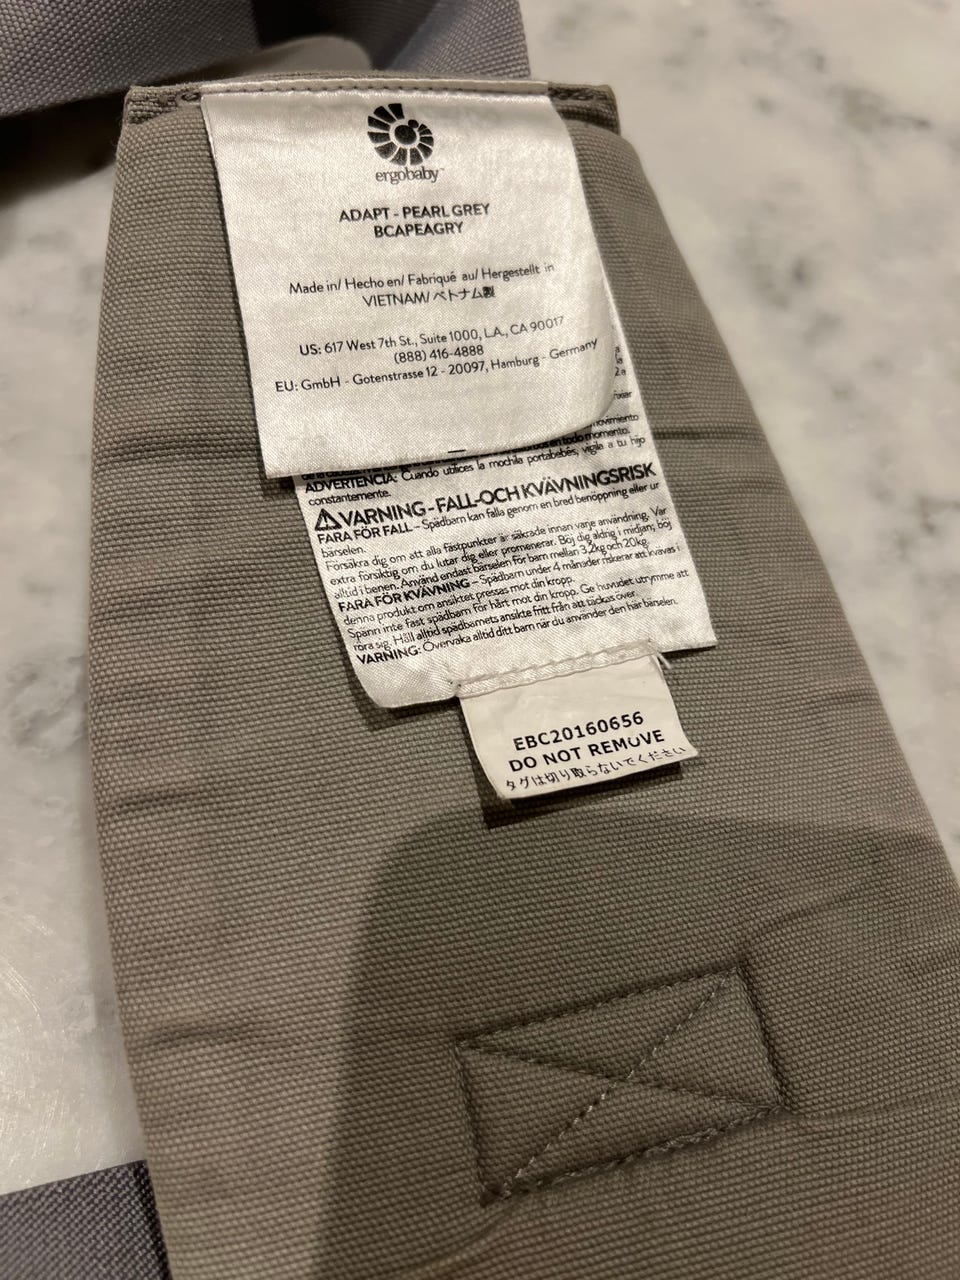 ergobaby™
ADAPT - PEARL GREY
BCAPEAGRY
Made in/ Hecho en/ Fabriqué au/ Hergestellt in
VIETNAM/ベトナム製
US: 617 West 7th St., Suite 1000, L.A., CA 90017
(888) 416-4888
EU: GmbH - Gotenstrasse 12 - 20097, Hamburg - Germany
movimiento
en todo momento.
ADVERTENCIA: Cuando utilices la mochila portabebés, vigila a tu hijo
constantemente.
⚠VARNING - FALL-OCH KVÄVNINGSRISK
FARA FÖR FALL – Spädbarn kan falla genom en bred benöppning eller ur
bärselen.
Försäkra dig om att alla fästpunkter är säkrade innan varje användning. Var
extra försiktig om du lutar dig eller promenerar. Böj dig aldrig i midjan; böj
alltid i benen. Använd endast bärselen för barn mellan 3,2kg och 20kg.
FARA FÖR KVÄVNING – Spädbarn under 4 månader riskerar att kvävas i
denna produkt om ansiktet pressas mot din kropp.
Spänn inte fast spädbarn för hårt mot din kropp. Ge huvudet utrymme att
röra sig. Håll alltid spädbarnets ansikte fritt från att täckas över.
VARNING: Övervaka alltid ditt barn när du använder den här bärselen.
EBC20160656
DO NOT REMOVE
タグは切り取らないでください